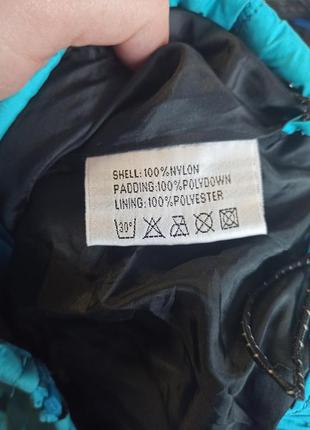 SHELL:100%NYLON
PADDING:100%POLYDOWN
LINING:100%POLYESTER
30°